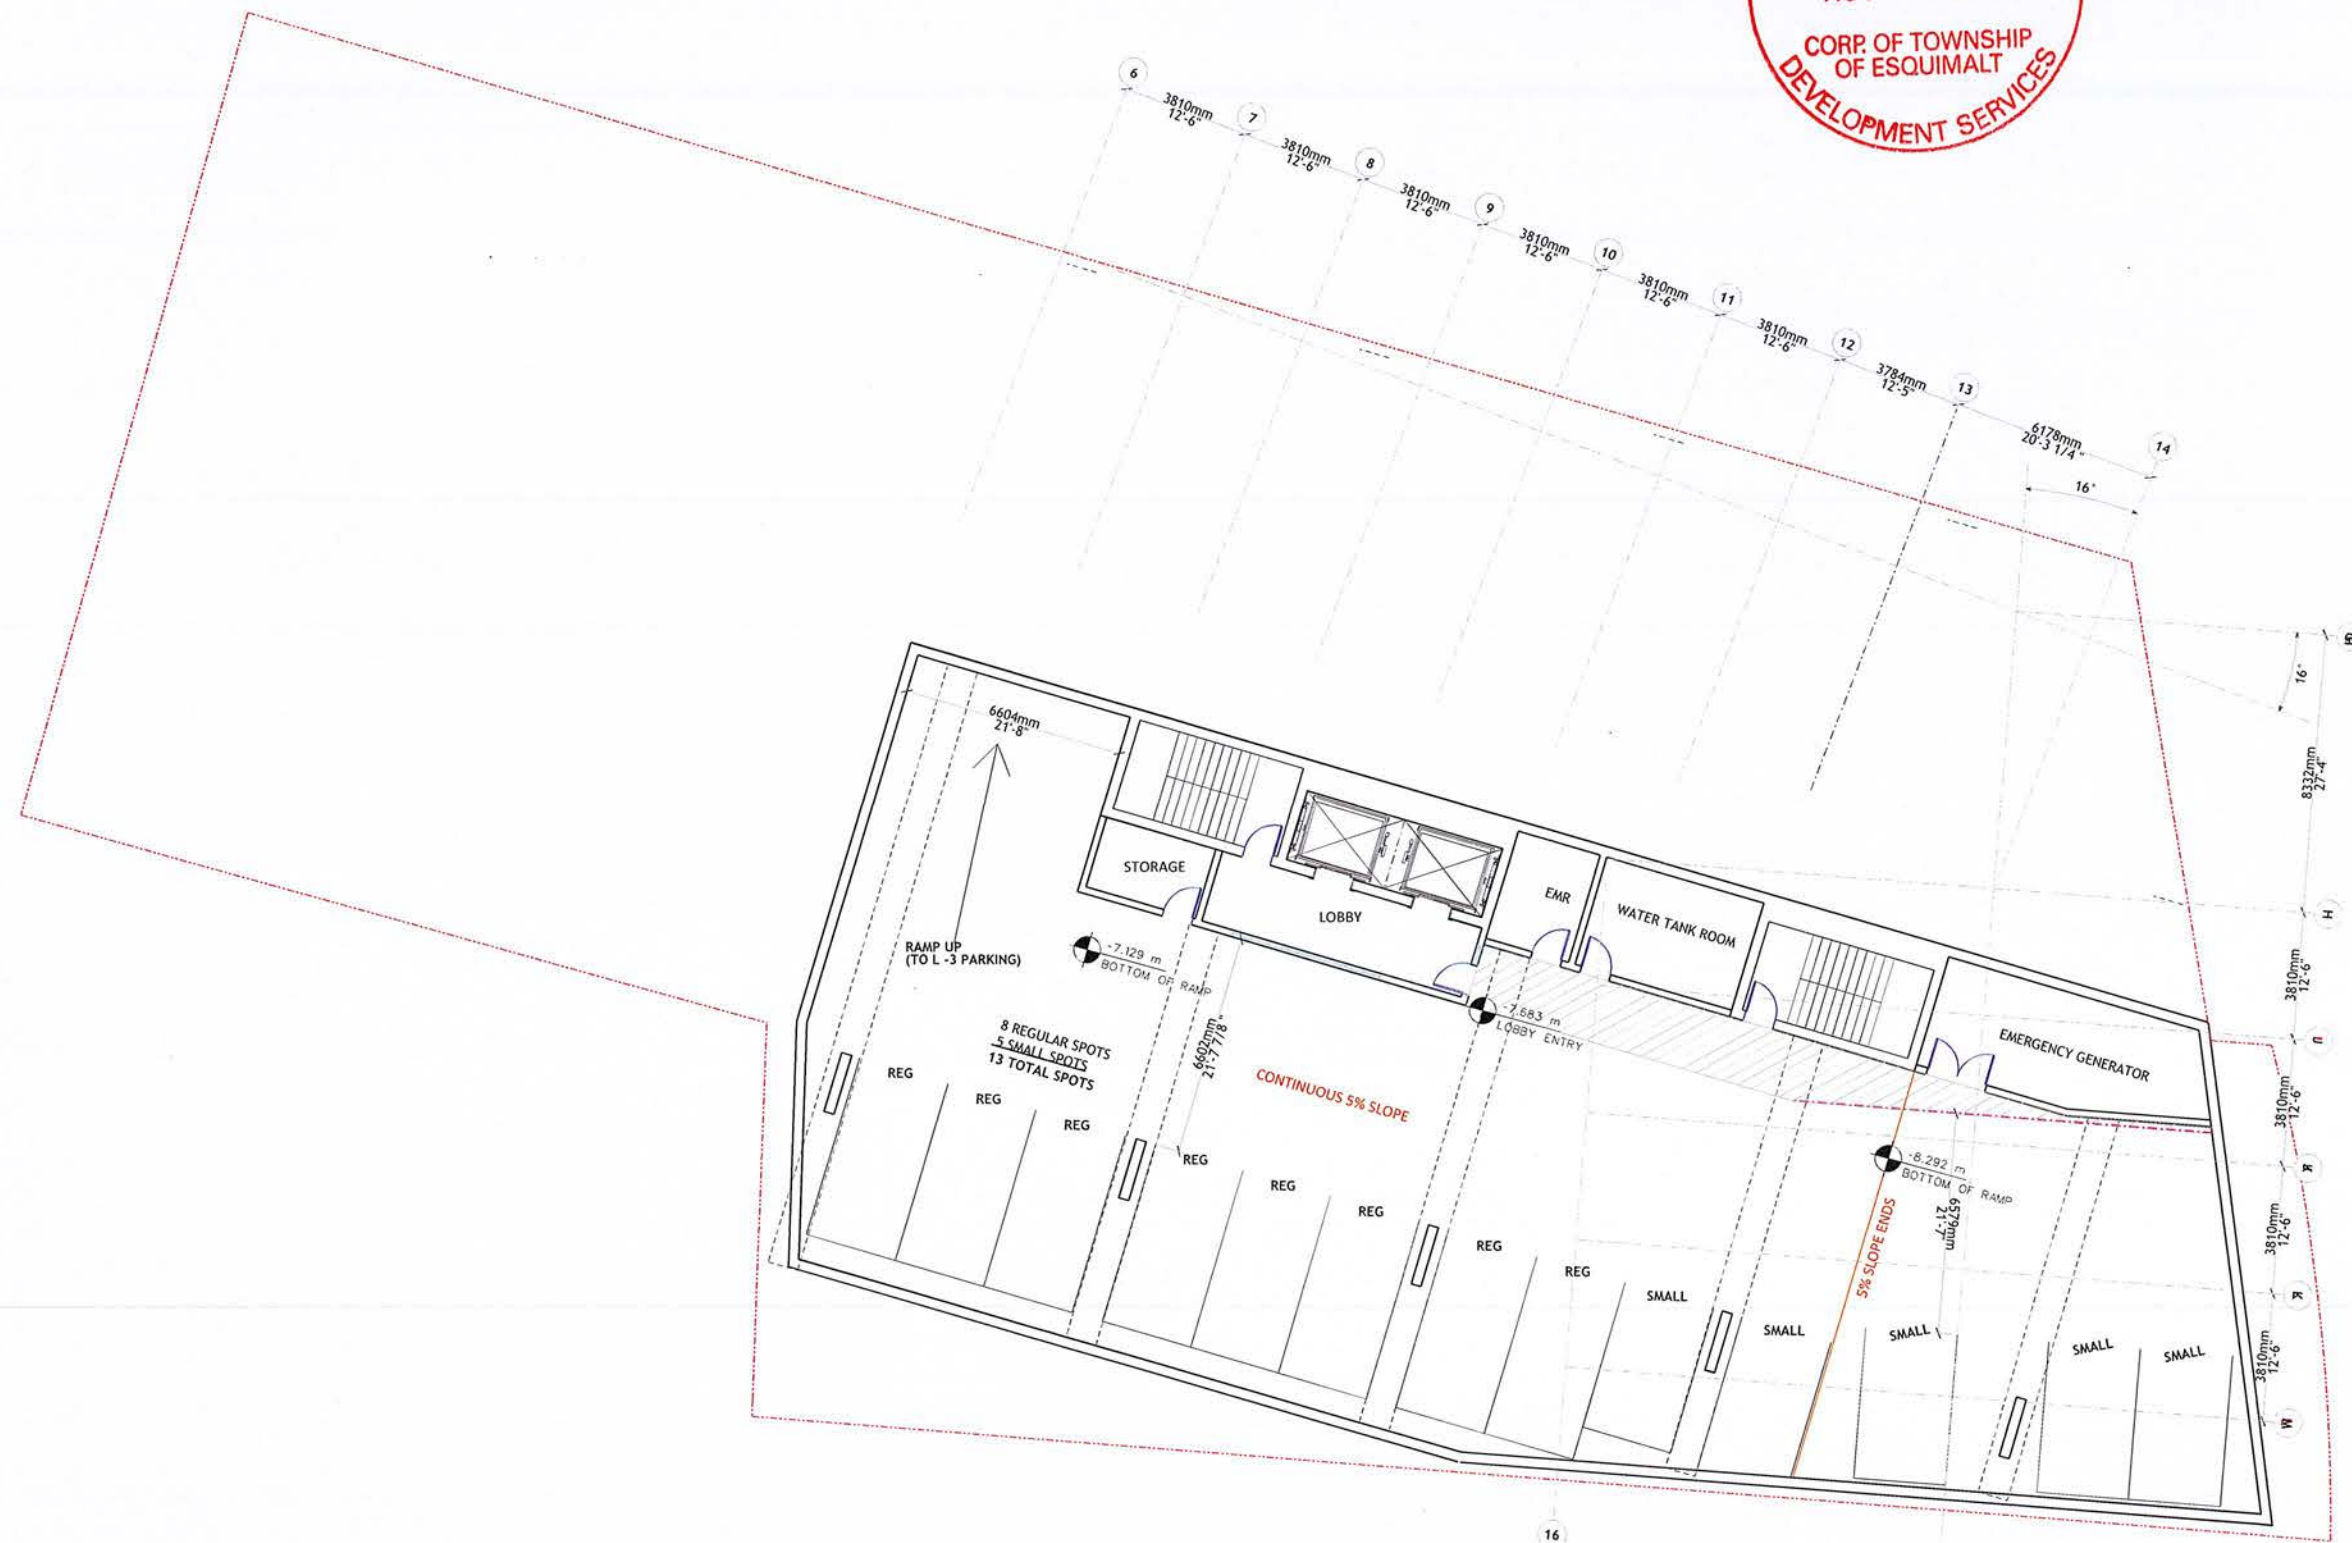 CORP. OF TOWNSHIP
OF ESQUIMALT
DEVELOPMENT SERVICES
6
3810mm
12'-6"
7
3810mm
12'-6"
8
3810mm
12'-6"
9
3810mm
12'-6"
10
3810mm
12'-6"
11
3810mm
12'-6"
12
3784mm
12'-5"
13
6178mm
20'-3 1/4"
14
16°
16°
8332mm
27'-4"
H
3810mm
12'-6"
3810mm
12'-6"
3810mm
12'-6"
3810mm
12'-6"
M
6604mm
21'-8"
STORAGE
LOBBY
EMR
WATER TANK ROOM
EMERGENCY GENERATOR
RAMP UP
(TO L -3 PARKING)
-7.129 m
BOTTOM OF RAMP
-7.683 m
LOBBY ENTRY
8 REGULAR SPOTS
5 SMALL SPOTS
13 TOTAL SPOTS
6602mm
21'-7 7/8"
CONTINUOUS 5% SLOPE
-8.292 m
BOTTOM OF RAMP
6579mm
21'-7"
5% SLOPE ENDS
REG
REG
REG
REG
REG
REG
REG
REG
SMALL
SMALL
SMALL
SMALL
SMALL
16